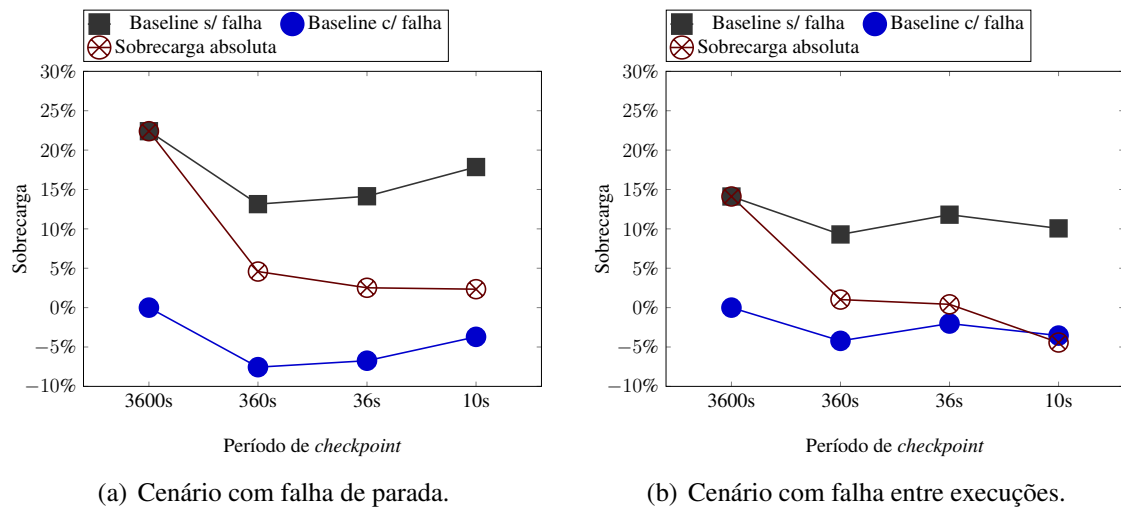 Baseline s/ falha Baseline c/ falha
Sobrecarga absoluta
30%
25%
20%
15%
10%
5%
0%
−5%
−10%
Sobrecarga
3600s 360s 36s 10s
Período de checkpoint
(a) Cenário com falha de parada.
Baseline s/ falha Baseline c/ falha
Sobrecarga absoluta
30%
25%
20%
15%
10%
5%
0%
−5%
−10%
Sobrecarga
3600s 360s 36s 10s
Período de checkpoint
(b) Cenário com falha entre execuções.